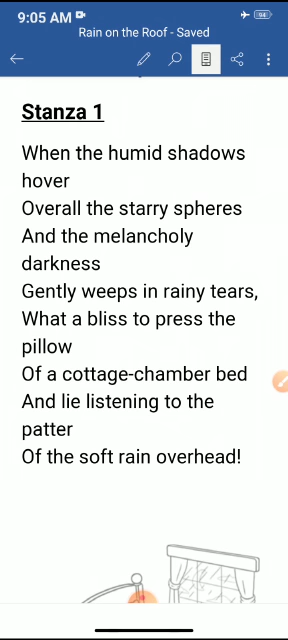 9:05 AM
94
Rain on the Roof - Saved
Stanza 1
When the humid shadows
hover
Overall the starry spheres
And the melancholy
darkness
Gently weeps in rainy tears,
What a bliss to press the
pillow
Of a cottage-chamber bed
And lie listening to the
patter
Of the soft rain overhead!